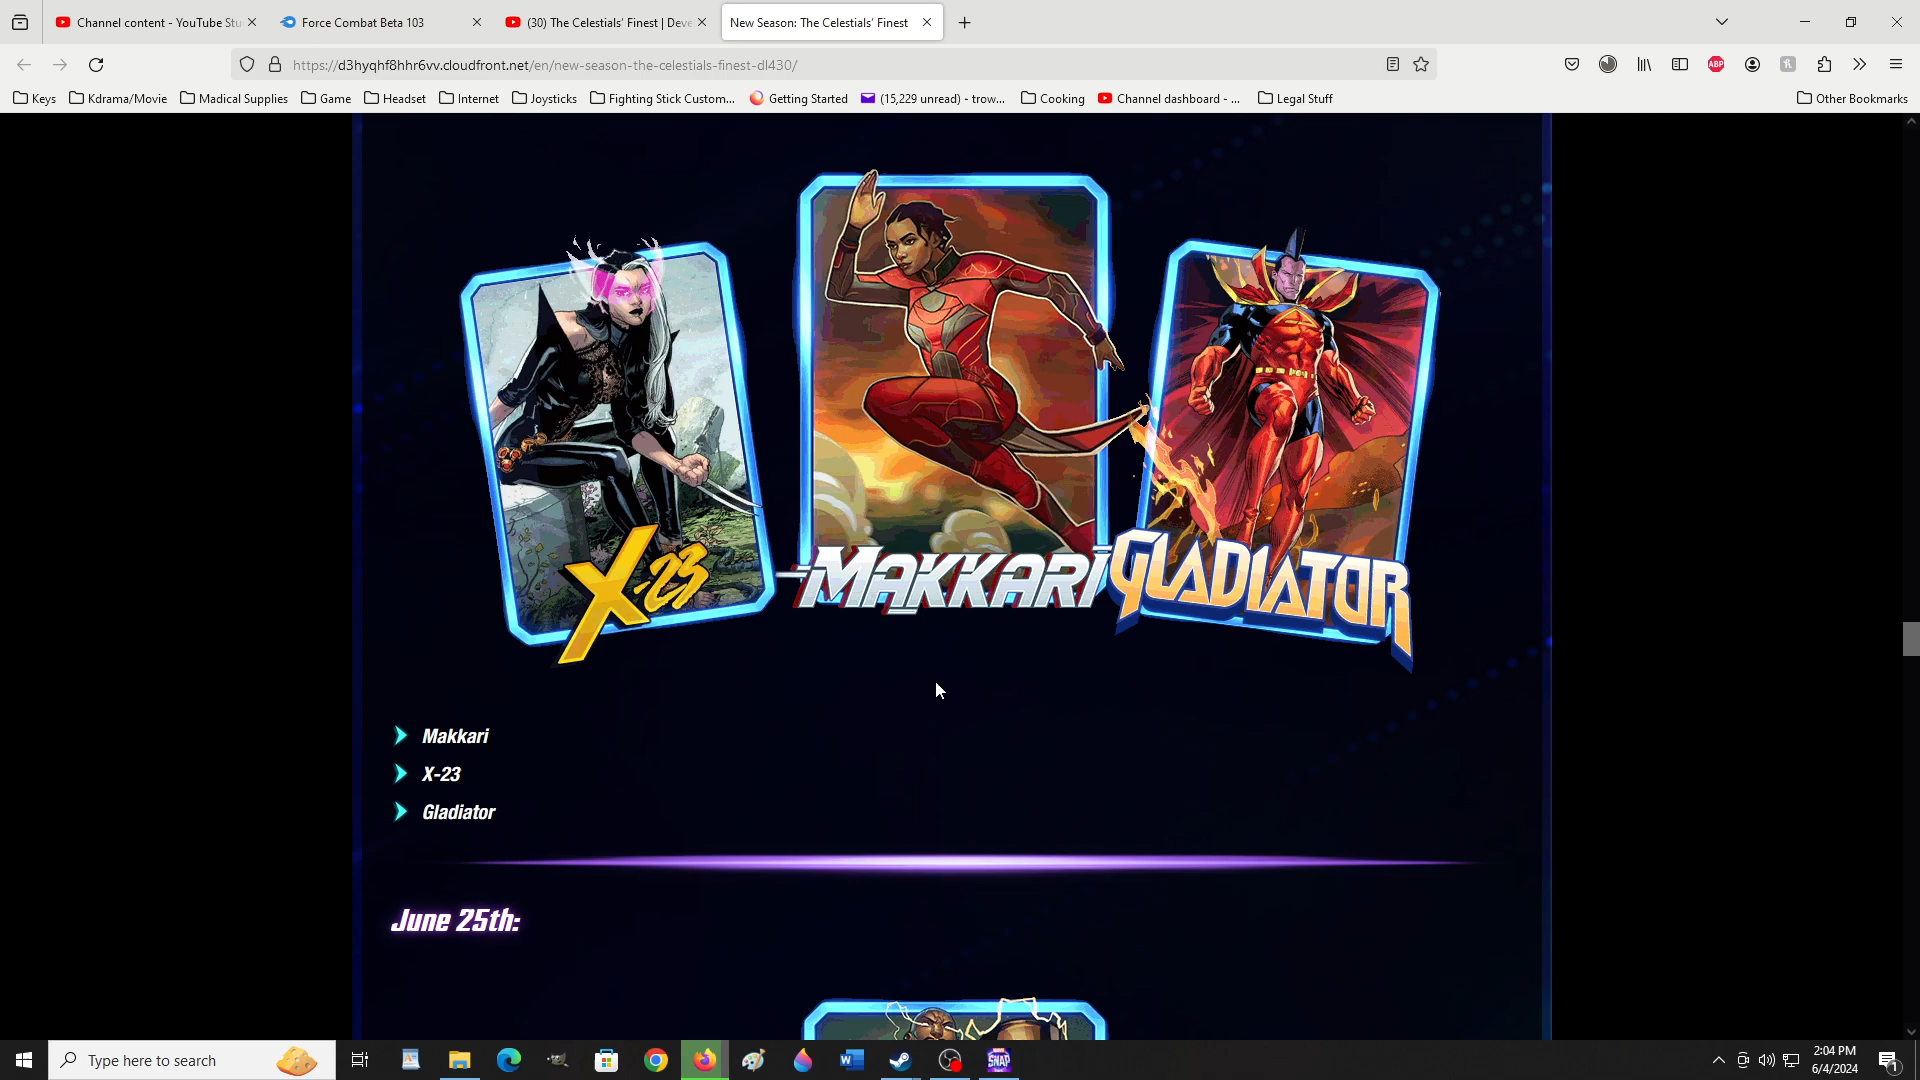 Channel content - YouTube Stu
Force Combat Beta 103
(30) The Celestials' Finest | Deve
New Season: The Celestials' Finest
https://d3hyqhf8hhr6vv.cloudfront.net/en/new-season-the-celestials-finest-dl430/
ABP
Keys
Kdrama/Movie
Madical Supplies
Game
Headset
Internet
Joysticks
Fighting Stick Custom...
Getting Started
(15,229 unread) - trow...
Cooking
Channel dashboard - ...
Legal Stuff
Other Bookmarks
X-23
MAKKARI
GLADIATOR
Makkari
X-23
Gladiator
June 25th:
Type here to search
SNAP
2:04 PM
6/4/2024
1